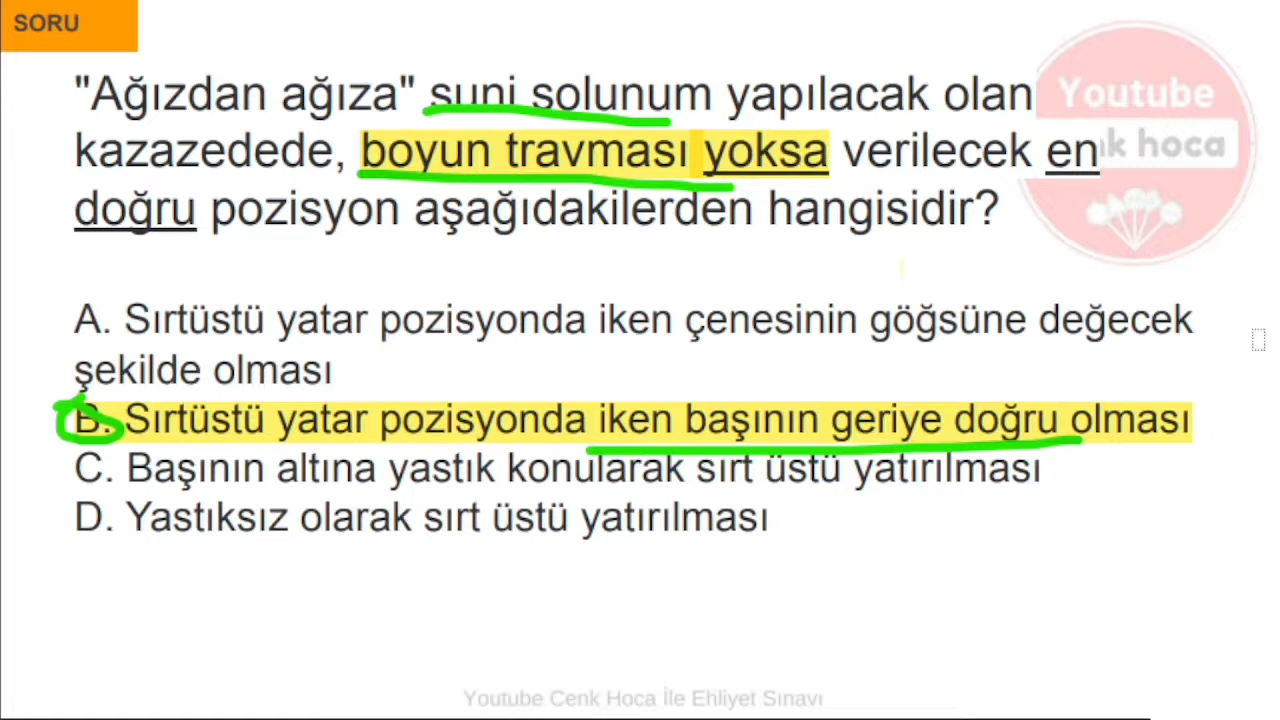 SORU
"Ağızdan ağıza" suni solunum yapılacak olan
kazazedede, boyun travması yoksa verilecek en
doğru pozisyon aşağıdakilerden hangisidir?
Youtube
nk hoca
A. Sırtüstü yatar pozisyonda iken çenesinin göğsüne değecek
şekilde olması
B. Sırtüstü yatar pozisyonda iken başının geriye doğru olması
C. Başının altına yastık konularak sırt üstü yatırılması
D. Yastıksız olarak sırt üstü yatırılması
Youtube Cenk Hoca İle Ehliyet Sınavı